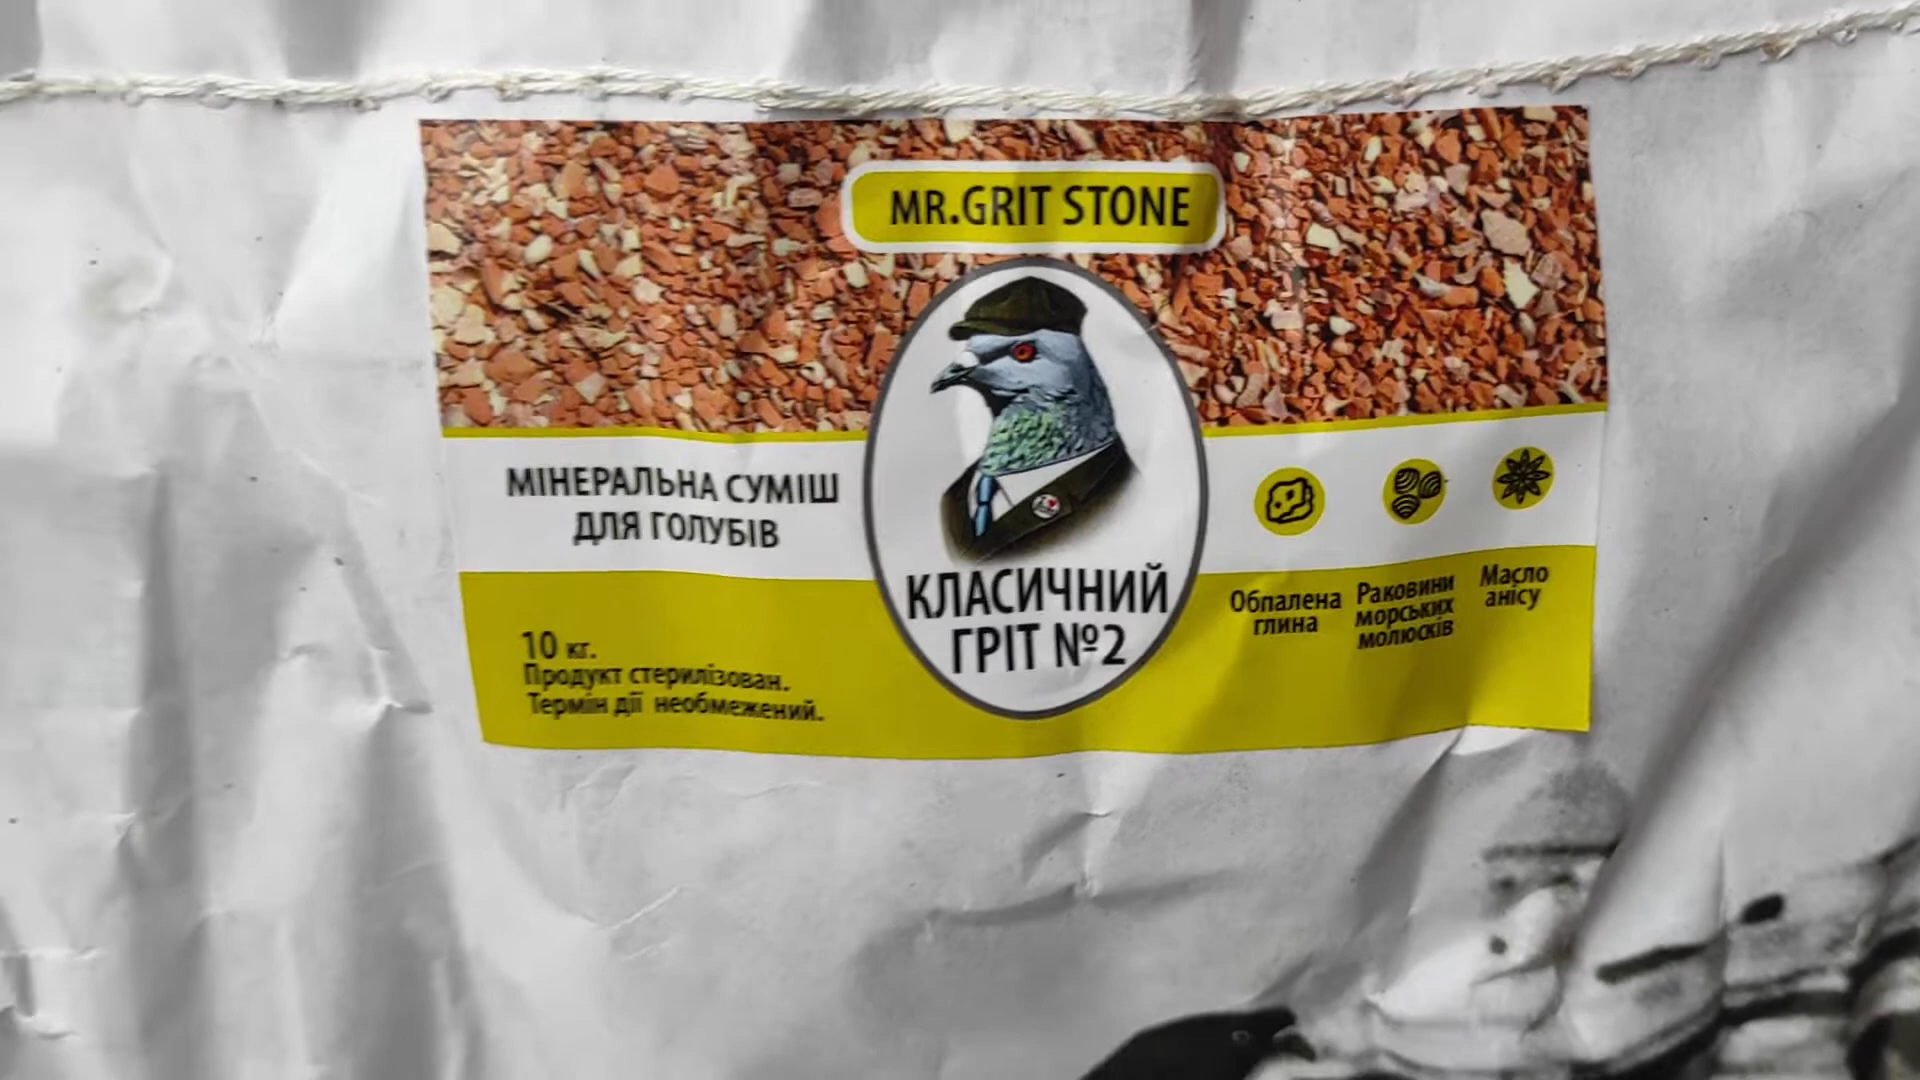 MR.GRIT STONE
МІНЕРАЛЬНА СУМІШ
ДЛЯ ГОЛУБІВ
КЛАСИЧНИЙ
ГРІТ №2
10 кг.
Продукт стерилізован.
Термін дії необмежений.
Обпалена
глина
Раковини
морських
молюсків
Масло
анісу